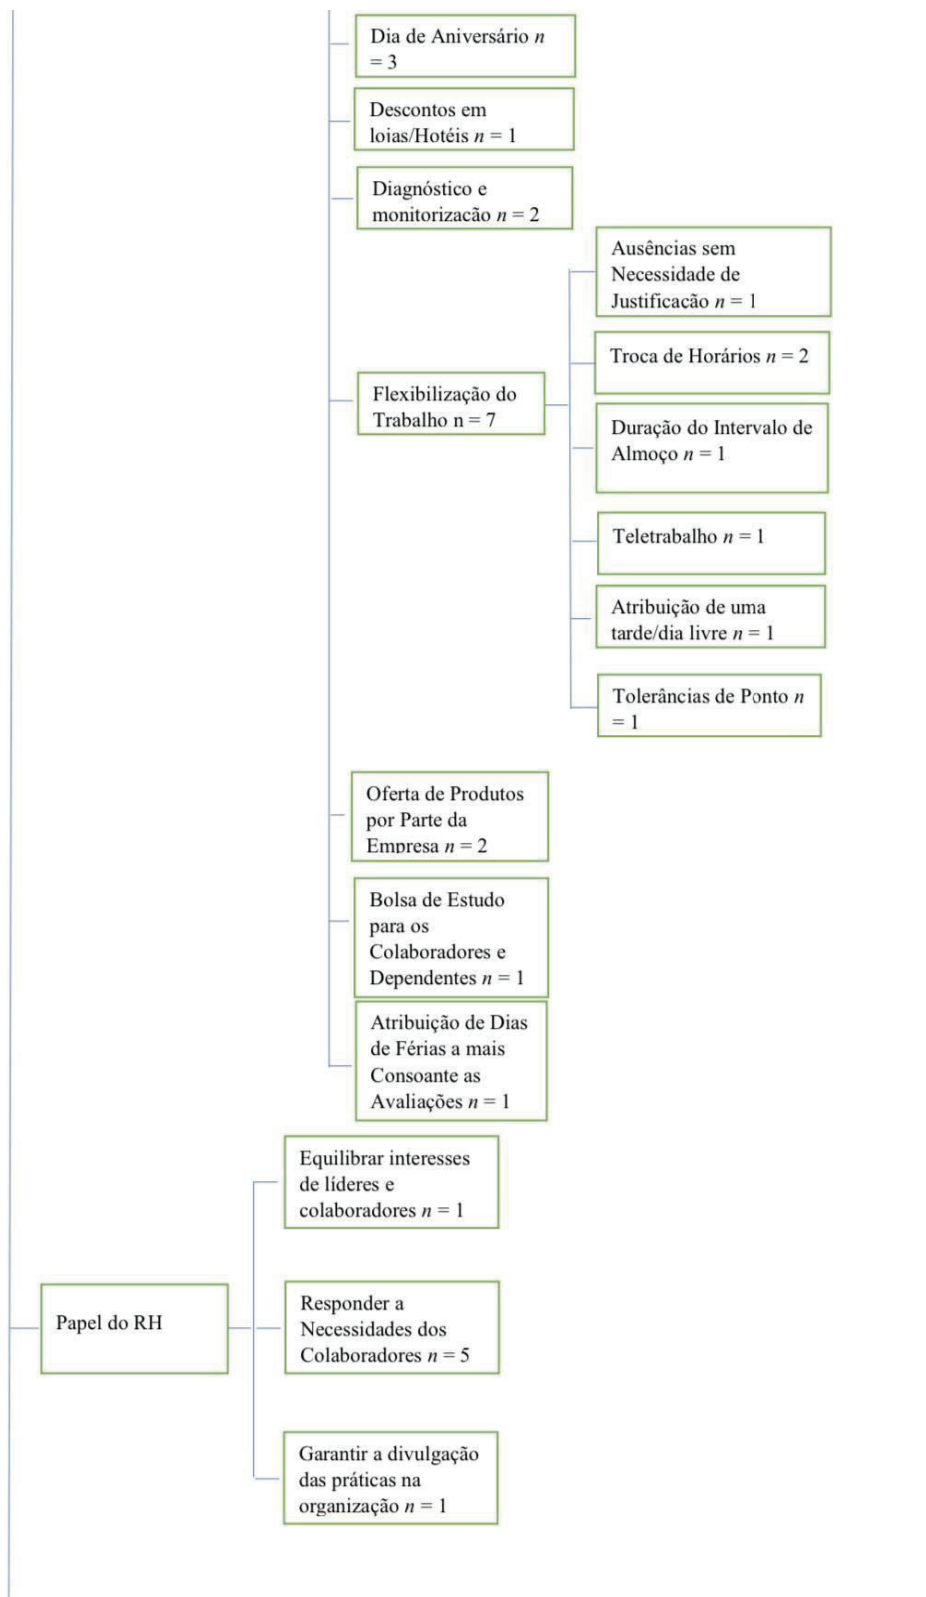 Dia de Aniversário n
= 3
Descontos em
loias/Hotéis n = 1
Diagnóstico e
monitorizacão n = 2
Flexibilização do
Trabalho n = 7
Ausências sem
Necessidade de
Justificacão n = 1
Troca de Horários n = 2
Duração do Intervalo de
Almoço n = 1
Teletrabalho n = 1
Atribuição de uma
tarde/dia livre n = 1
Tolerâncias de Ponto n
= 1
Oferta de Produtos
por Parte da
Empresa n = 2
Bolsa de Estudo
para os
Colaboradores e
Dependentes n = 1
Atribuição de Dias
de Férias a mais
Consoante as
Avaliações n = 1
Papel do RH
Equilibrar interesses
de líderes e
colaboradores n = 1
Responder a
Necessidades dos
Colaboradores n = 5
Garantir a divulgação
das práticas na
organização n = 1